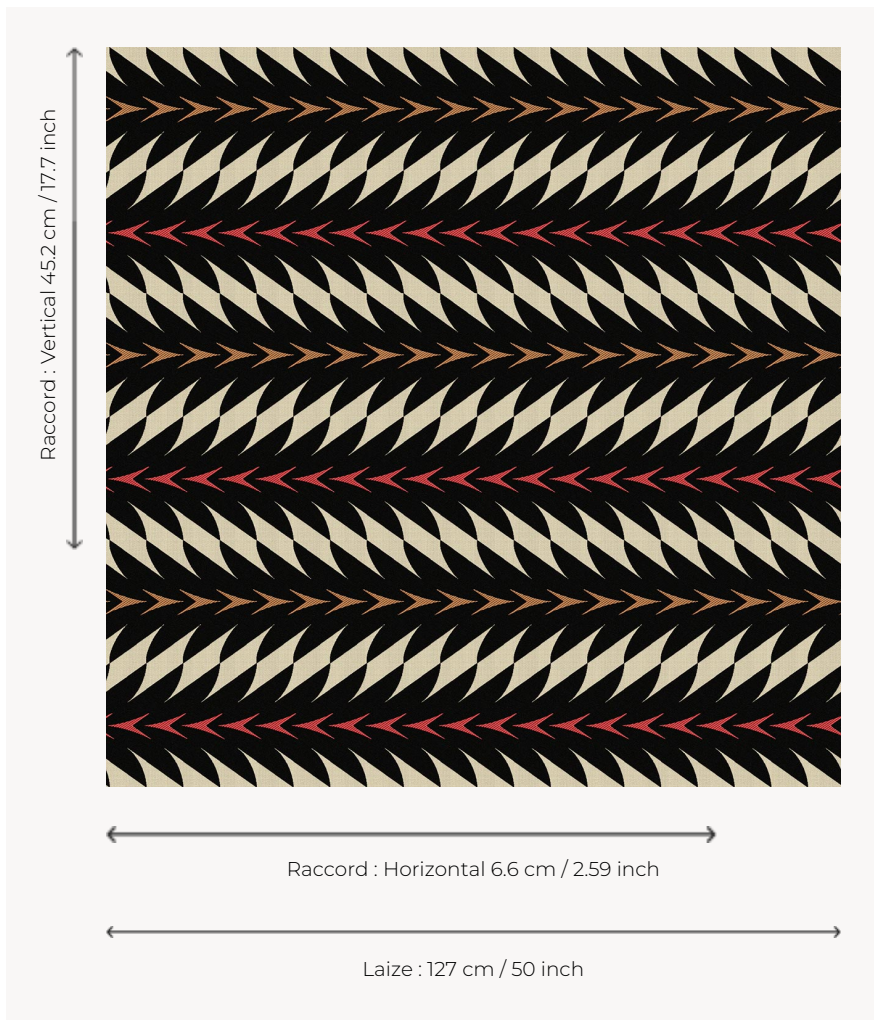 Raccord : Vertical 45.2 cm / 17.7 inch
Raccord : Horizontal 6.6 cm / 2.59 inch
Laize : 127 cm / 50 inch